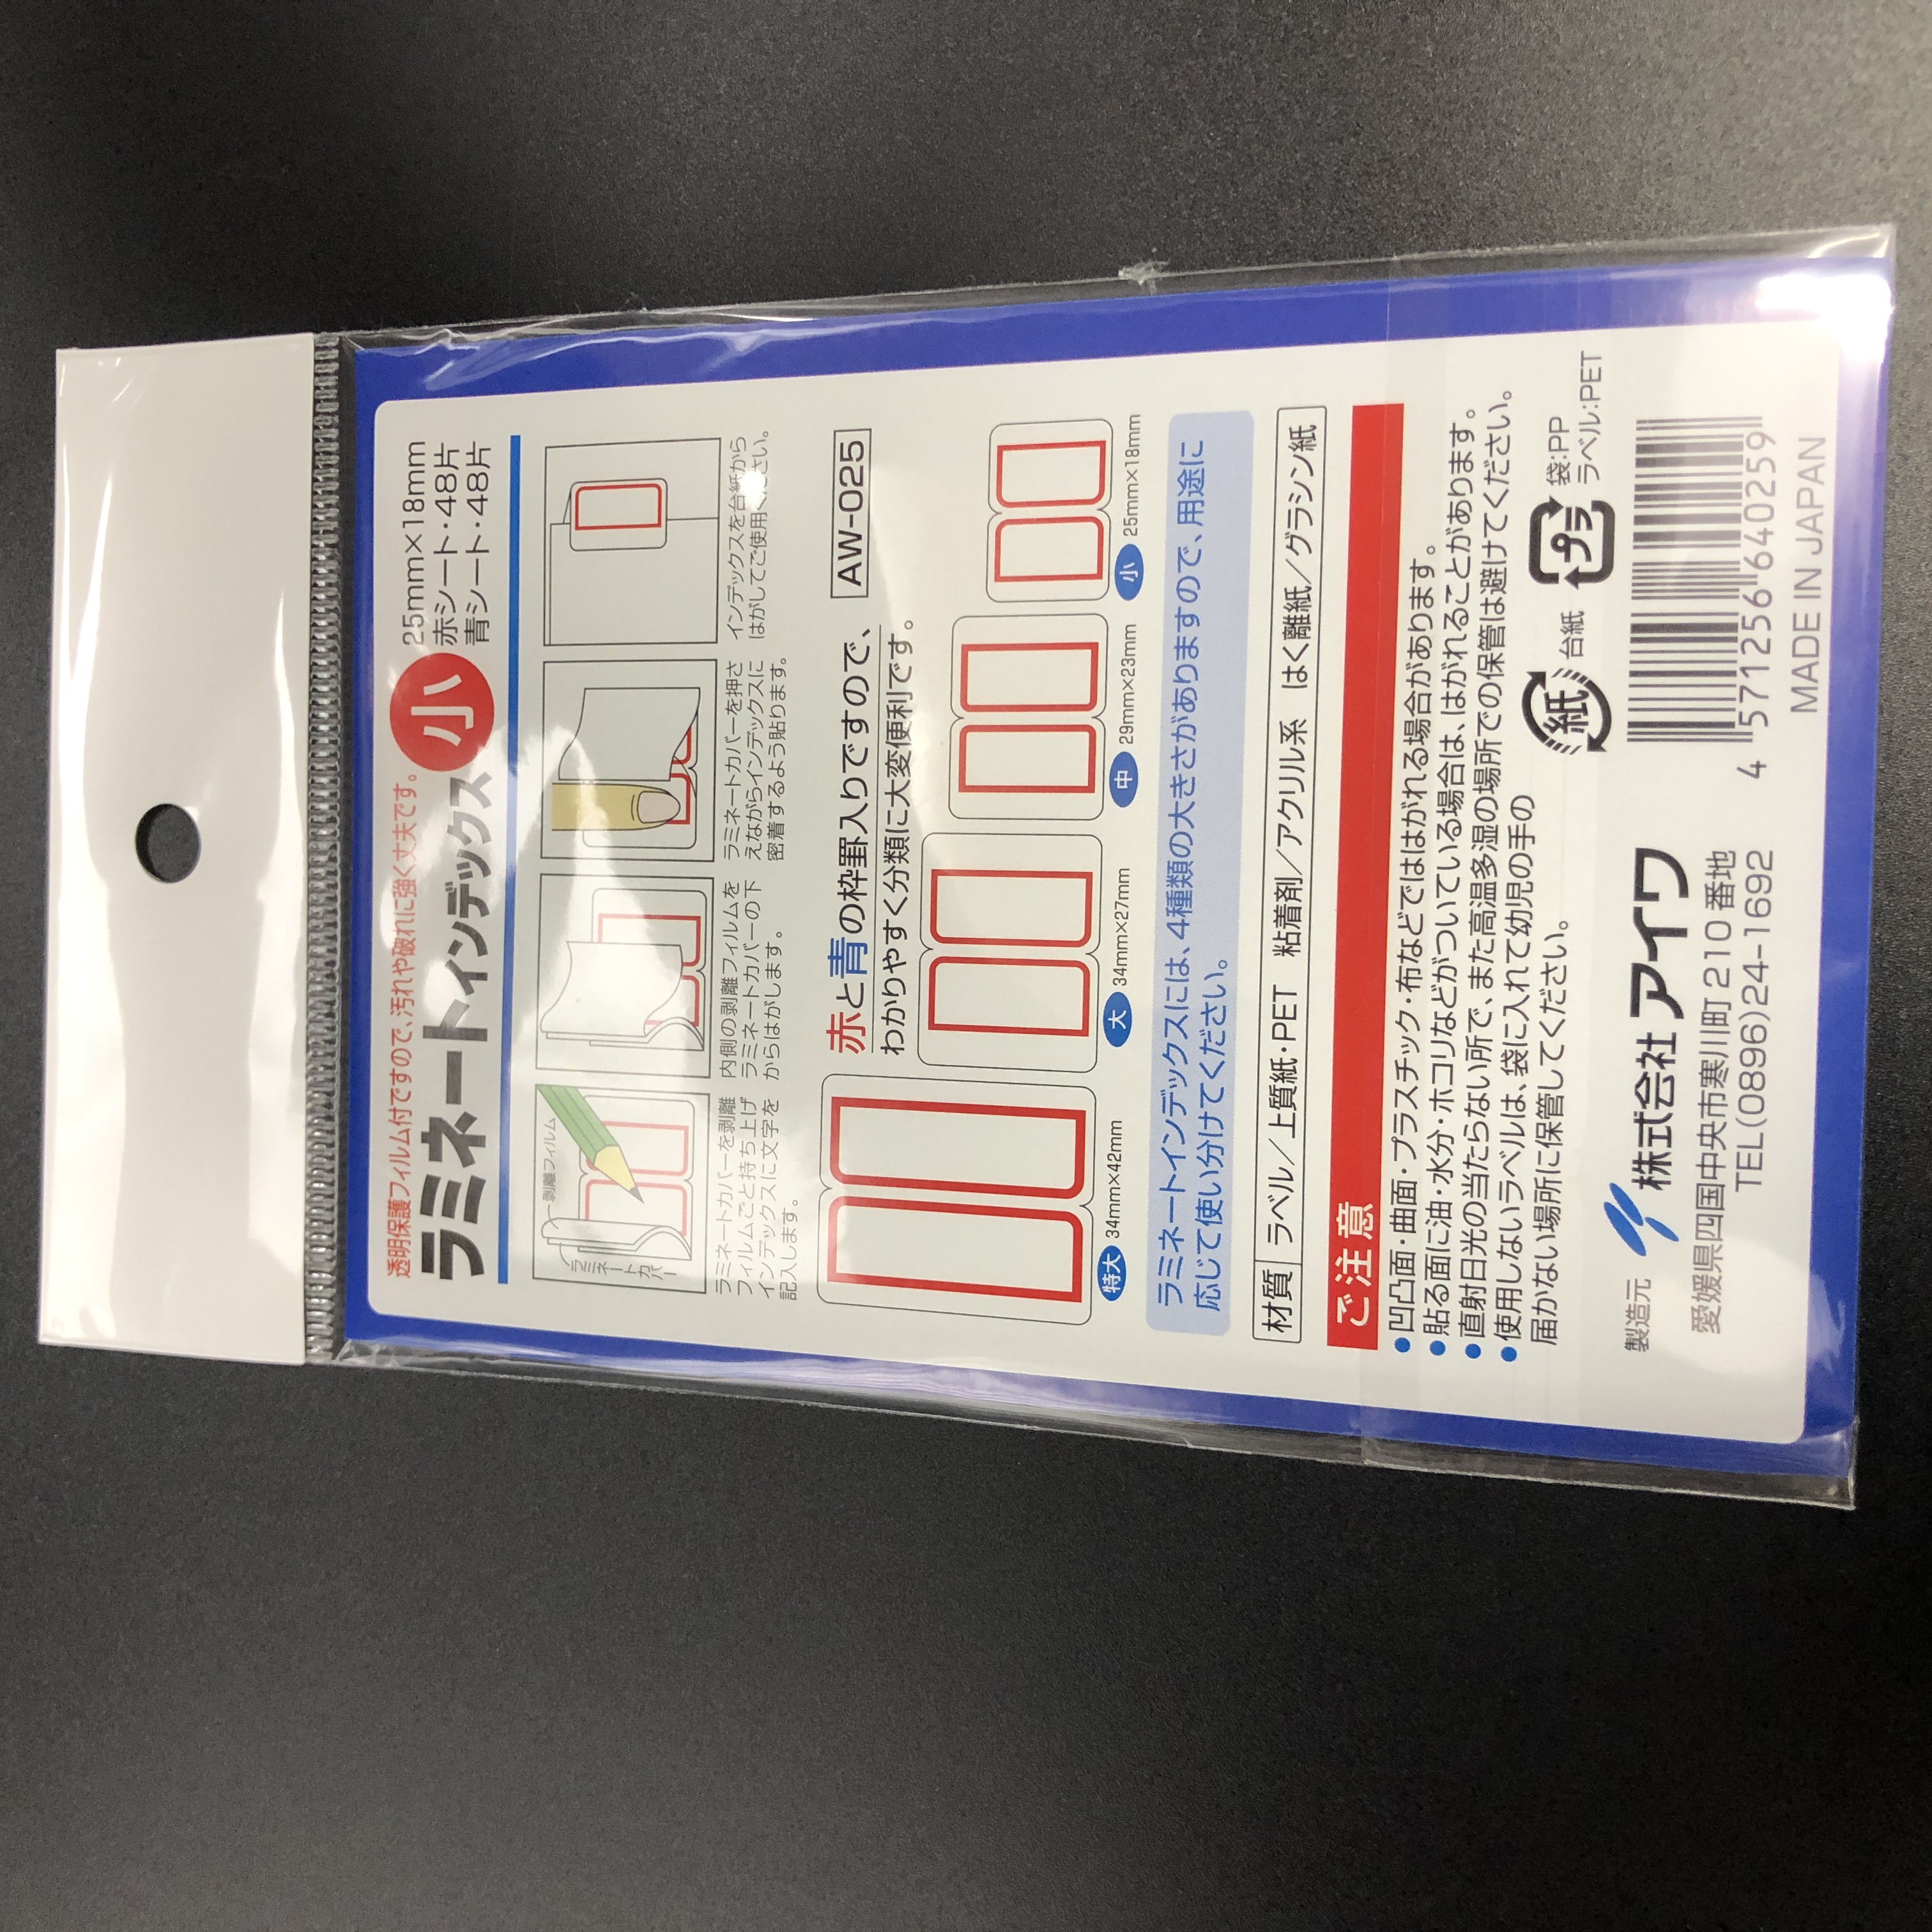 透明保護フィルム付ですので、汚れや破れに強く丈夫です。
ラミネートインデックス 小
25mm×18mm
赤シート・48片
青シート・48片
剥離フィルム
ラミネートカバー
ラミネートカバーを剥離
フィルムごと持ち上げ
インデックスに文字を
記入します。
内側の剥離フィルムを
ラミネートカバーの下
からはがします。
ラミネートカバーを押さ
えながらインデックスに
密着するよう貼ります。
インデックスを台紙から
はがしてご使用ください。
赤と青の枠罫入りですので、
わかりやすく分類に大変便利です。
AW-025
特大 34mm×42mm
大 34mm×27mm
中 29mm×23mm
小 25mm×18mm
ラミネートインデックスには、4種類の大きさがありますので、用途に
応じて使い分けてください。
材質 ラベル/上質紙・PET 粘着剤/アクリル系 はく離紙/グラシン紙
ご注意
●凹凸面・曲面・プラスチック・布などでははがれる場合があります。
●貼る面に油・水分・ホコリなどがついている場合は、はがれることがあります。
●直射日光の当たらない所で、また高温多湿の場所での保管は避けてください。
●使用しないラベルは、袋に入れて幼児の手の
届かない場所に保管してください。
紙 台紙
プラ 袋:PP
ラベル:PET
製造元 株式会社アイワ
愛媛県四国中央市寒川町210番地
TEL(0896)24-1692
4 571256 640259
MADE IN JAPAN